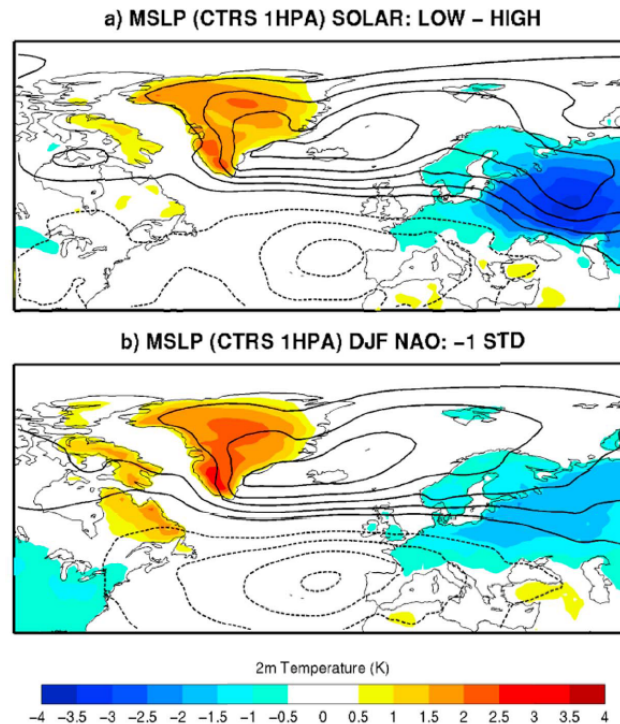 a) MSLP (CTRS 1HPA) SOLAR: LOW – HIGH
b) MSLP (CTRS 1HPA) DJF NAO: –1 STD
2m Temperature (K)
–4 –3.5 –3 –2.5 –2 –1.5 –1 –0.5 0 0.5 1 1.5 2 2.5 3 3.5 4